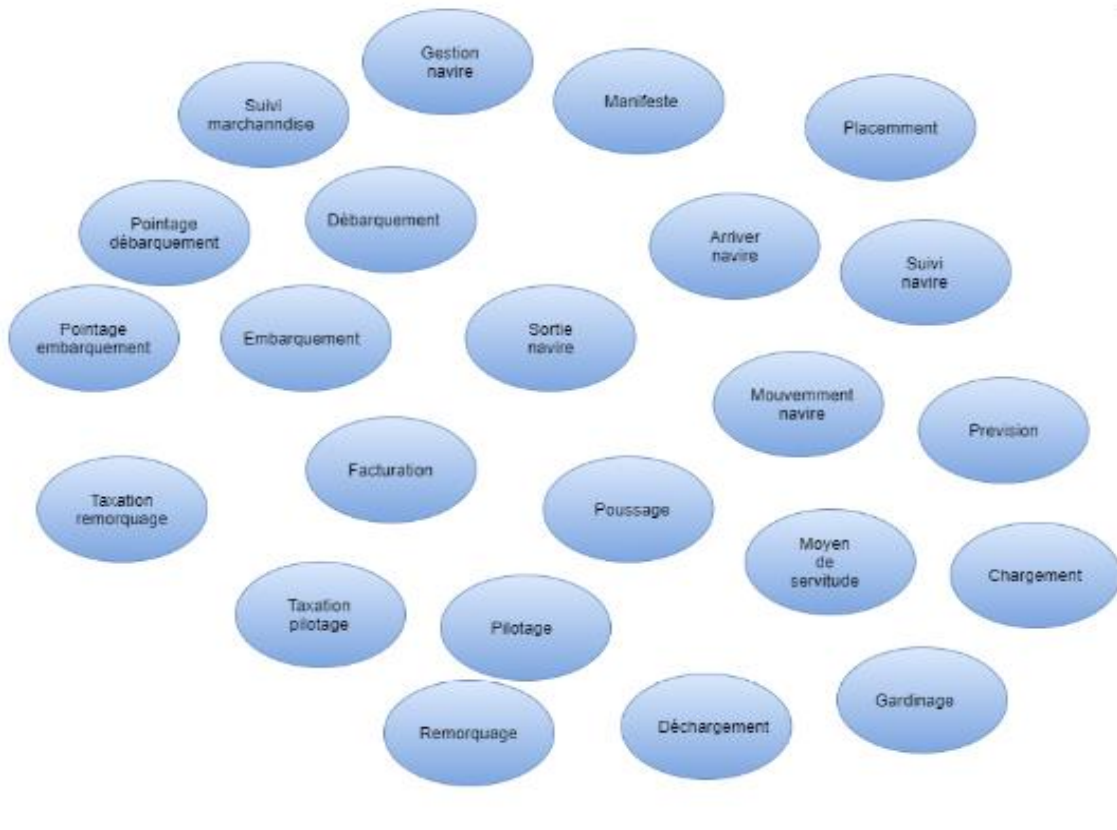 Gestion
navire
Manifeste
Suivi
marchanndise
Placemment
Pointage
débarquement
Débarquement
Arriver
navire
Suivi
navire
Pointage
embarquement
Embarquement
Sortie
navire
Mouvemment
navire
Prevision
Facturation
Taxation
remorquage
Poussage
Moyen
de
servitude
Chargement
Taxation
pilotage
Pilotage
Gardinage
Remorquage
Déchargement